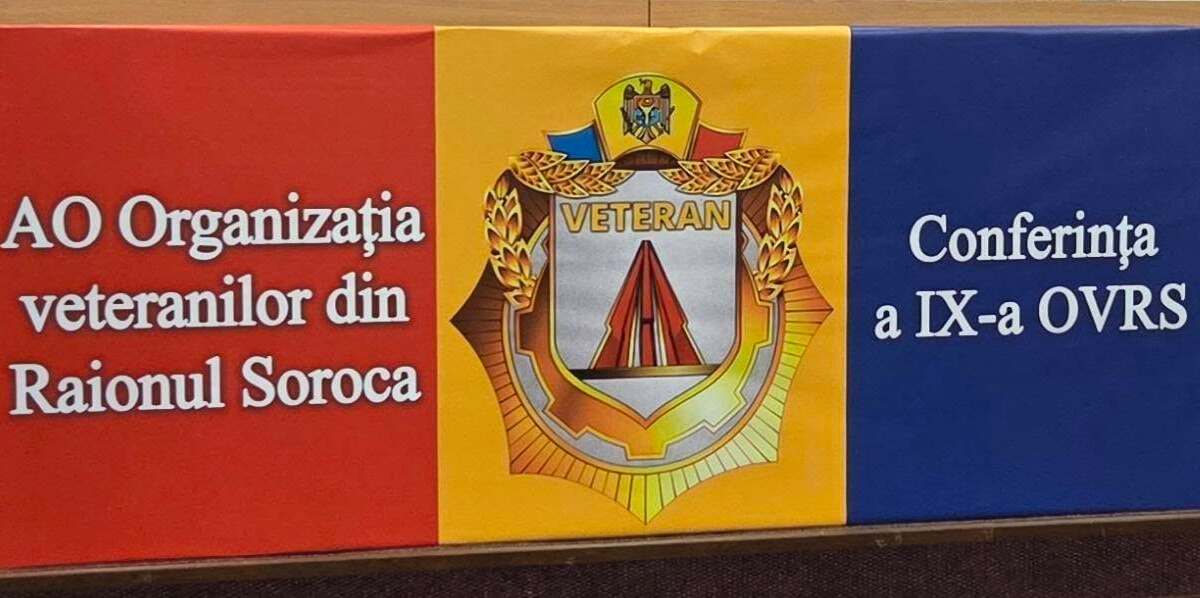 AO Organizația
veteranilor din
Raionul Soroca
VETERAN
Conferința
a IX-a OVRS